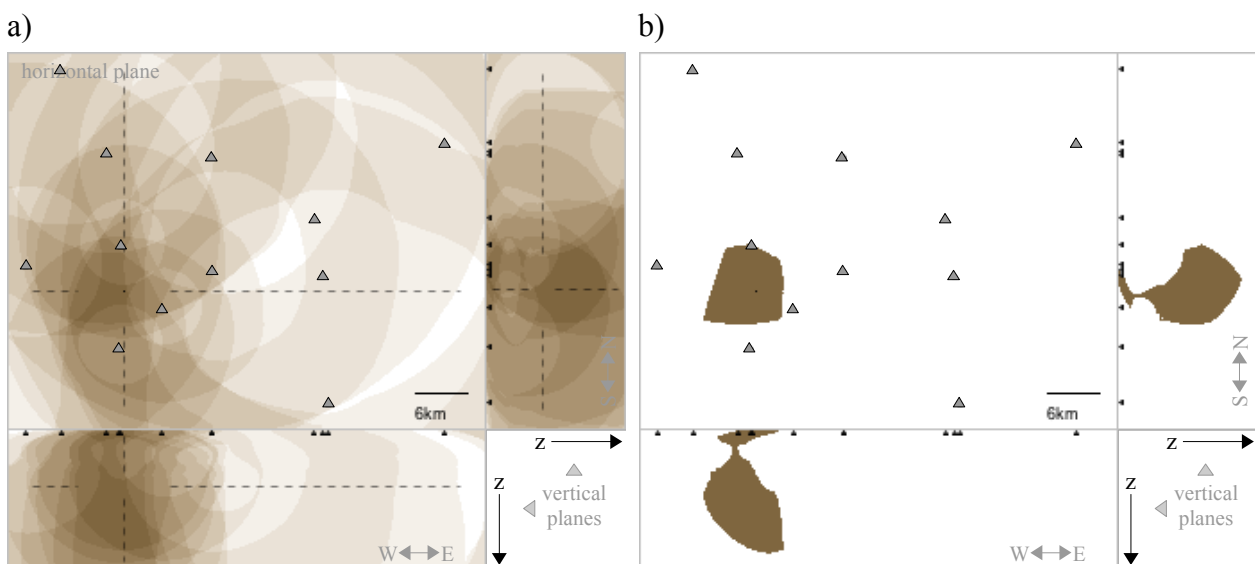 a)
horizontal plane
S N
6km
z
vertical
planes
z
W E
b)
S N
6km
z
vertical
planes
z
W E